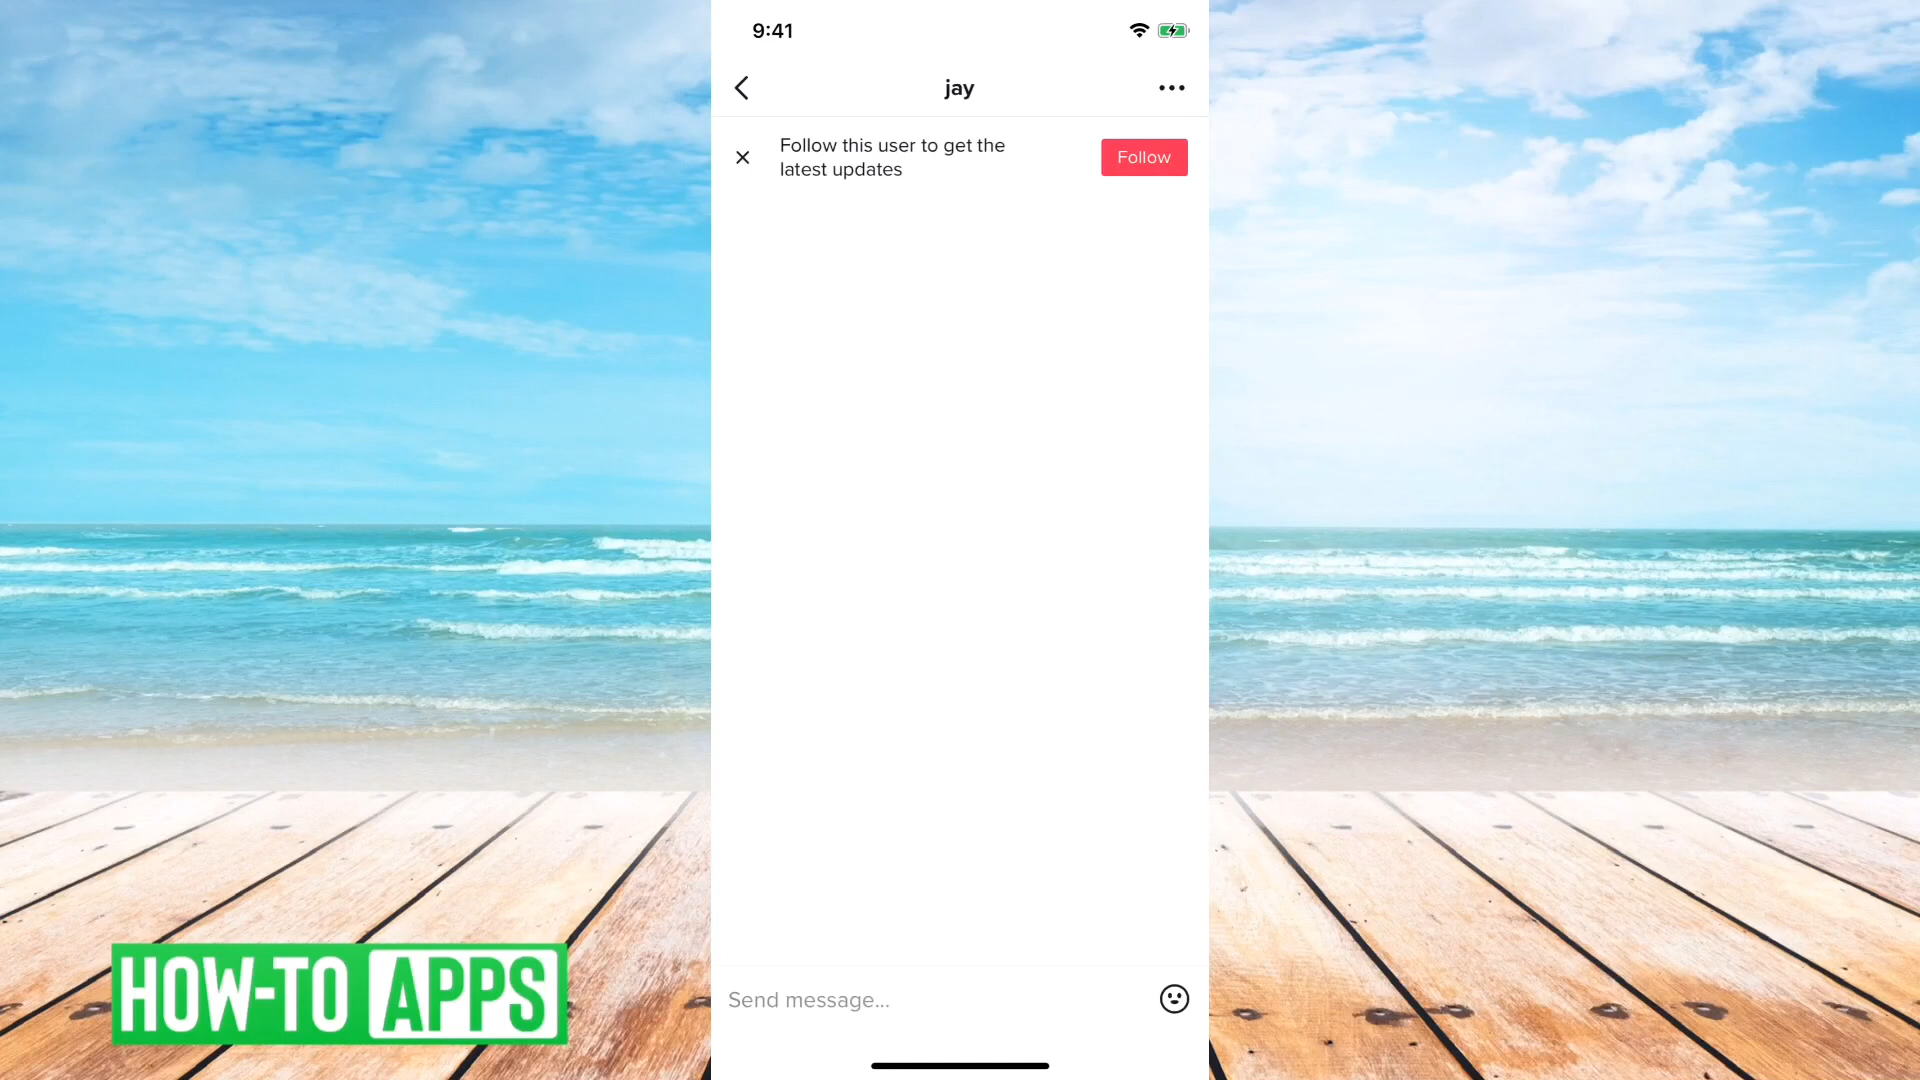 9:41
jay
Follow this user to get the
latest updates
Follow
Send message...
HOW-TO APPS